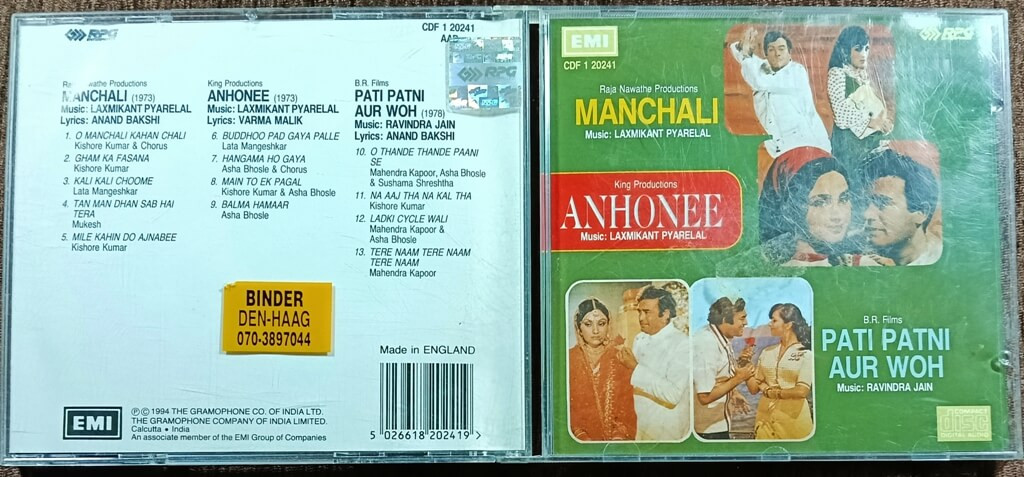 RPG
CDF 1 20241
RPG
Nawathe Productions
MANCHALI (1973)
Music: LAXMIKANT PYARELAL
Lyrics: ANAND BAKSHI
1. O MANCHALI KAHAN CHALI
Kishore Kumar & Chorus
2. GHAM KA FASANA
Kishore Kumar
3. KALI KALI CHOOME
Lata Mangeshkar
4. TAN MAN DHAN SAB HAI
TERA
Mukesh
5. MILE KAHIN DO AJNABEE
Kishore Kumar
King Productions
ANHONEE (1973)
Music: LAXMIKANT PYARELAL
Lyrics: VARMA MALIK
6. BUDDHOO PAD GAYA PALLE
Lata Mangeshkar
7. HANGAMA HO GAYA
Asha Bhosle & Chorus
8. MAIN TO EK PAGAL
Kishore Kumar & Asha Bhosle
9. BALMA HAMAAR
Asha Bhosle
B.R. Films
PATI PATNI
AUR WOH (1978)
Music: RAVINDRA JAIN
Lyrics: ANAND BAKSHI
10. O THANDE THANDE PAANI
SE
Mahendra Kapoor, Asha Bhosle
& Sushama Shreshtha
11. NA AAJ THA NA KAL THA
Kishore Kumar
12. LADKI CYCLE WALI
Mahendra Kapoor &
Asha Bhosle
13. TERE NAAM TERE NAAM
TERE NAAM
Mahendra Kapoor
BINDER
DEN-HAAG
070-3897044
Made in ENGLAND
EMI
℗ © 1994 THE GRAMOPHONE CO. OF INDIA LTD.
THE GRAMOPHONE COMPANY OF INDIA LIMITED.
Calcutta • India
An associate member of the EMI Group of Companies
5 026618 202419 >
EMI
CDF 1 20241
RPG
Raja Nawathe Productions
MANCHALI
Music: LAXMIKANT PYARELAL
King Productions
ANHONEE
Music: LAXMIKANT PYARELAL
B.R. Films
PATI PATNI
AUR WOH
Music: RAVINDRA JAIN
COMPACT
disc
DIGITAL AUDIO